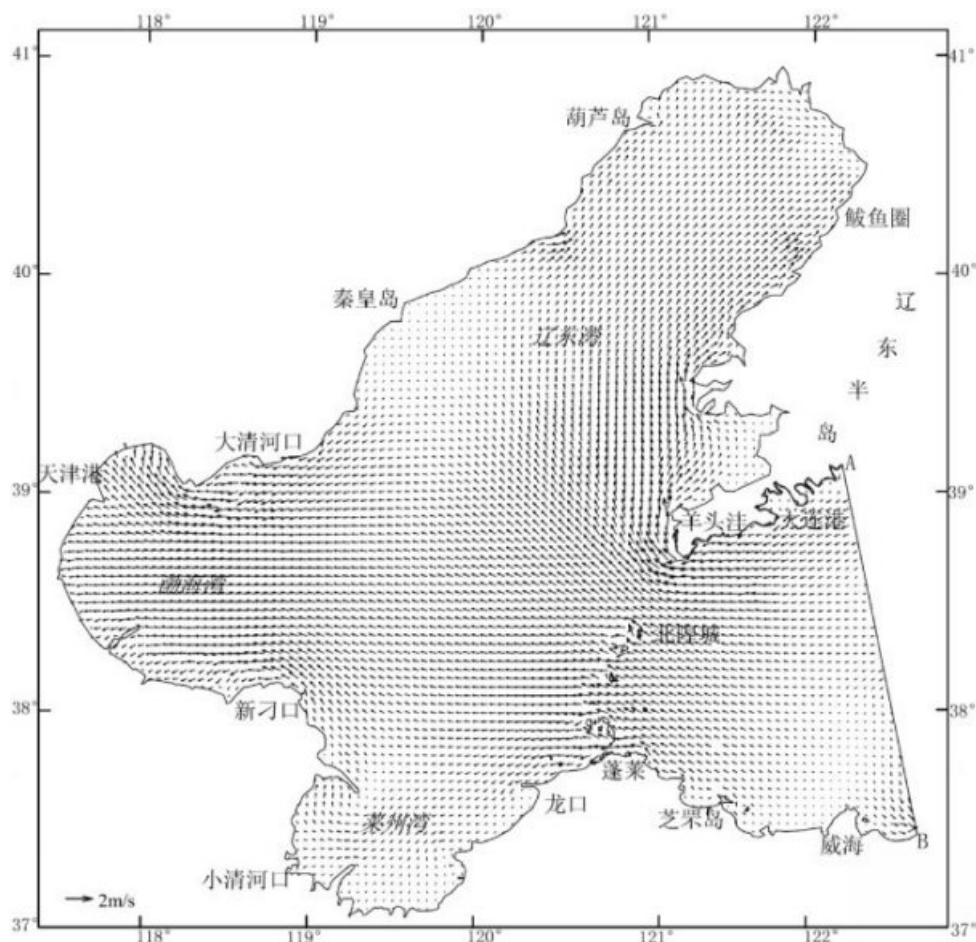 118° 119° 120° 121° 122°
41° 41°
葫芦岛
鲅鱼圈
40° 40°
辽
秦皇岛
辽东湾
东
半
岛
大清河口
A
天津港
39° 39°
羊头洼
大连港
渤海湾
北隍城
38° 38°
新刁口
蓬莱
龙口
芝罘岛
莱州湾
威海
B
小清河口
2m/s
37° 37°
118° 119° 120° 121° 122°